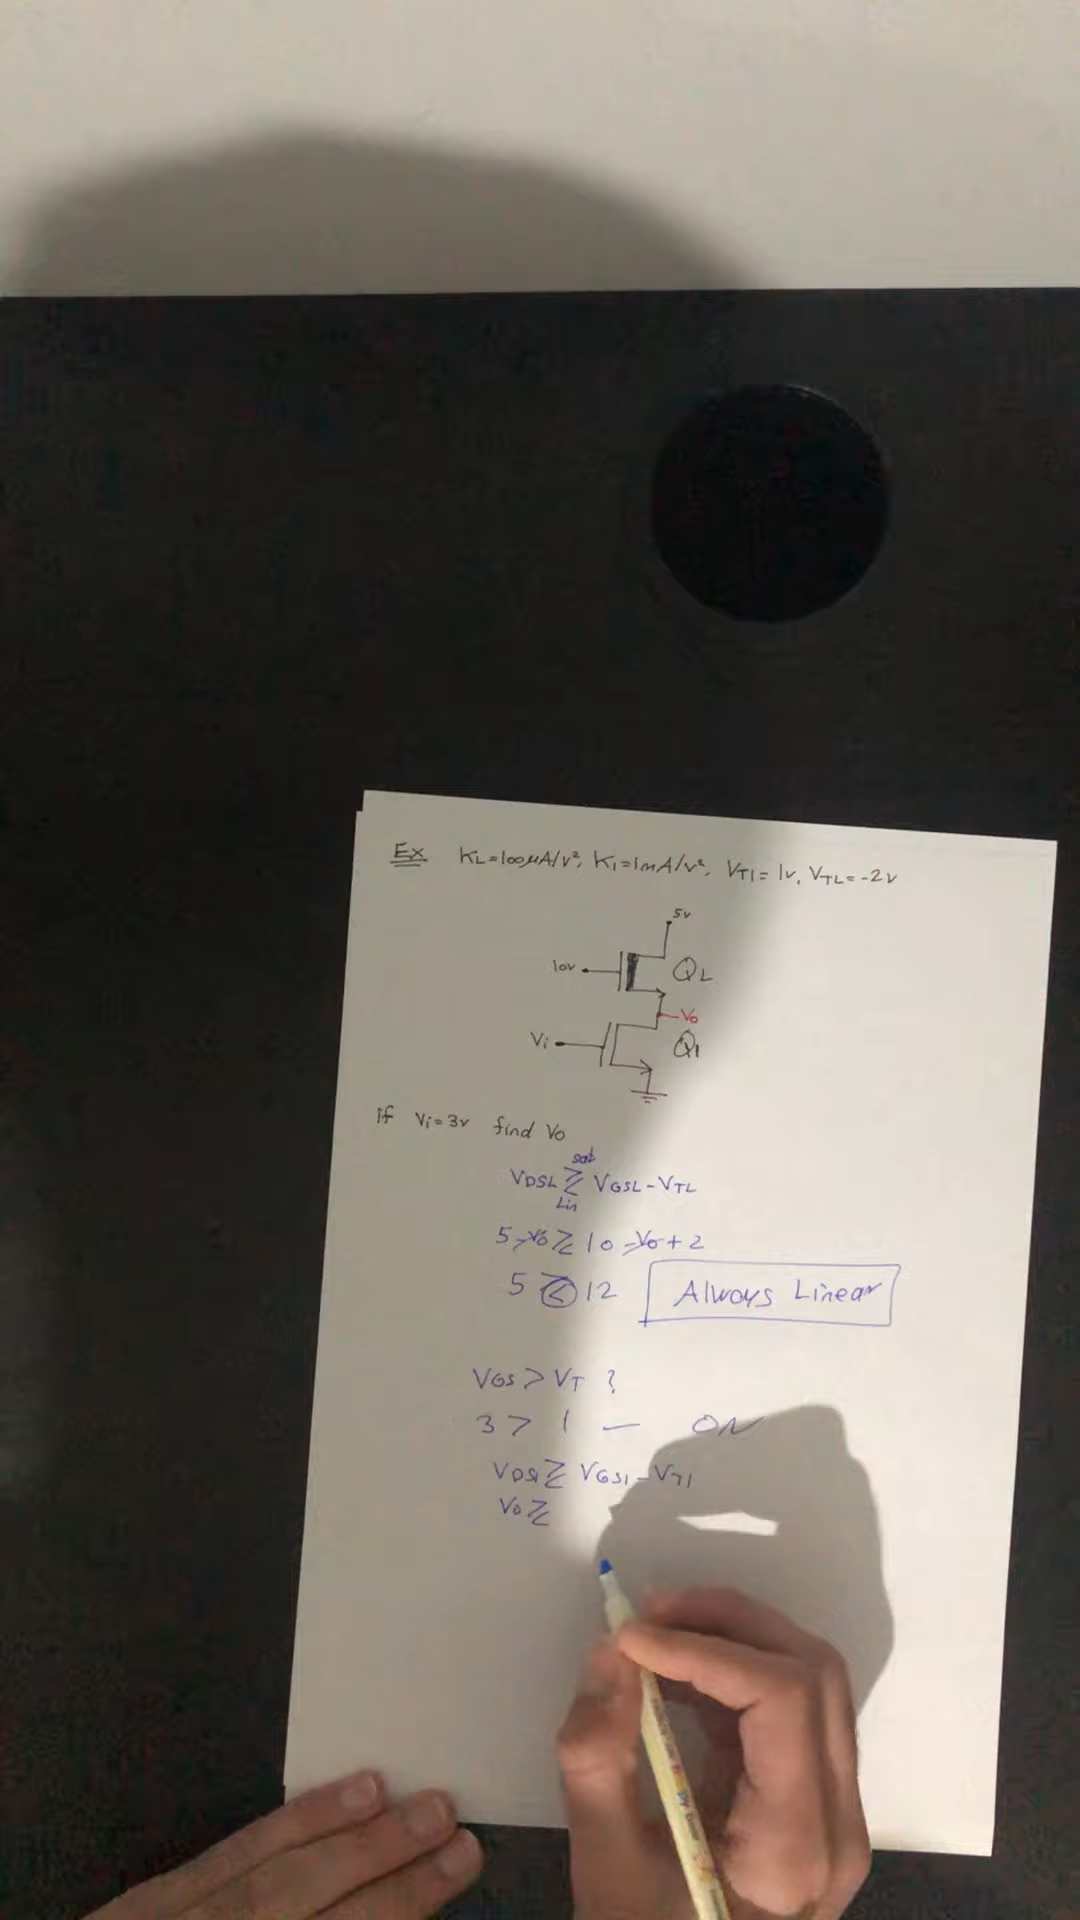 Ex KL=100μA/v², K1=1mA/v², VT1=1v, VTL=-2v
5v
10v
QL
Vo
Vi
Q1
if Vi=3v find Vo
sat
VDSL ≷ VGSL-VTL
Lin
5-Vo ≷ 10-Vo+2
5 < 12 Always Linear
VGS > VT ?
3 > 1 — ON
VDS1 ≷ VGS1-VT1
Vo ≷